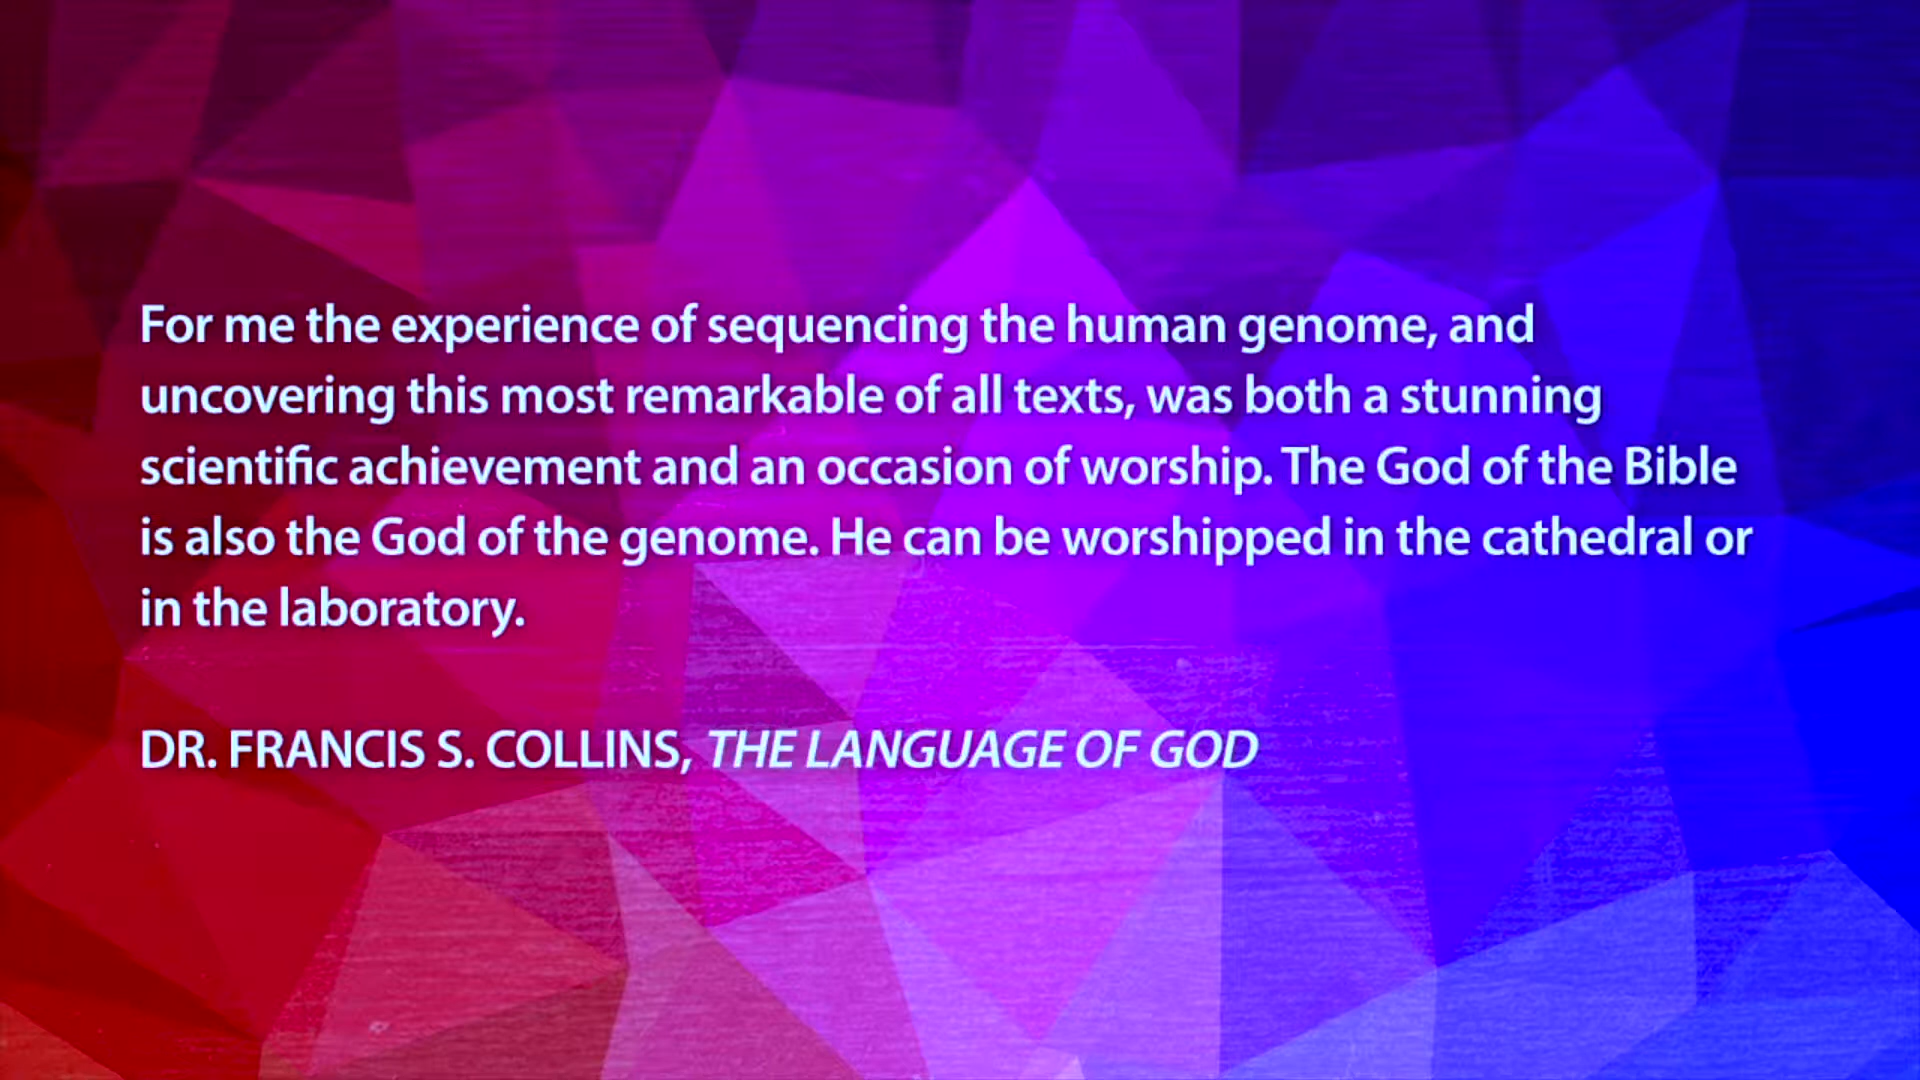 For me the experience of sequencing the human genome, and
uncovering this most remarkable of all texts, was both a stunning
scientific achievement and an occasion of worship. The God of the Bible
is also the God of the genome. He can be worshipped in the cathedral or
in the laboratory.
DR. FRANCIS S. COLLINS, THE LANGUAGE OF GOD